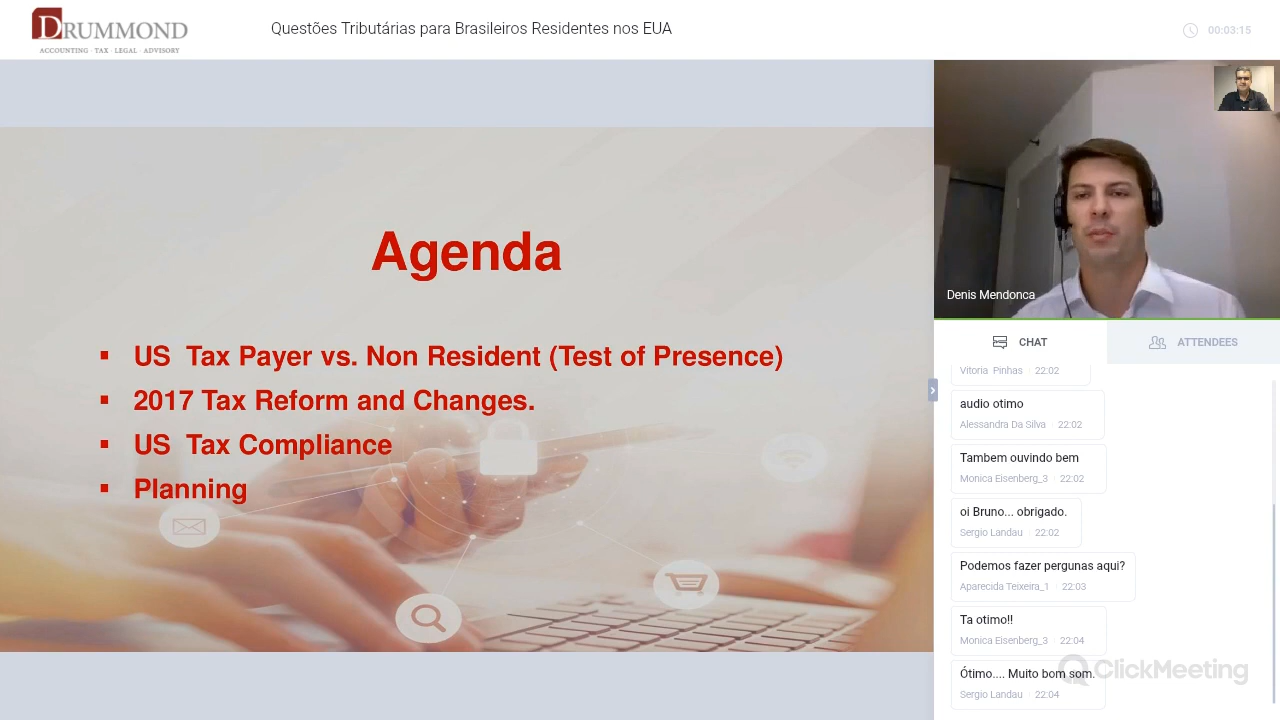 DRUMMOND
ACCOUNTING · TAX · LEGAL · ADVISORY
Questões Tributárias para Brasileiros Residentes nos EUA
00:03:15
Agenda
▪ US Tax Payer vs. Non Resident (Test of Presence)
▪ 2017 Tax Reform and Changes.
▪ US Tax Compliance
▪ Planning
Denis Mendonca
CHAT
ATTENDEES
Vitoria Pinhas · 22:02
audio otimo
Alessandra Da Silva · 22:02
Tambem ouvindo bem
Monica Eisenberg_3 · 22:02
oi Bruno... obrigado.
Sergio Landau · 22:02
Podemos fazer pergunas aqui?
Aparecida Teixeira_1 · 22:03
Ta otimo!!
Monica Eisenberg_3 · 22:04
Ótimo.... Muito bom som.
Sergio Landau · 22:04
ClickMeeting